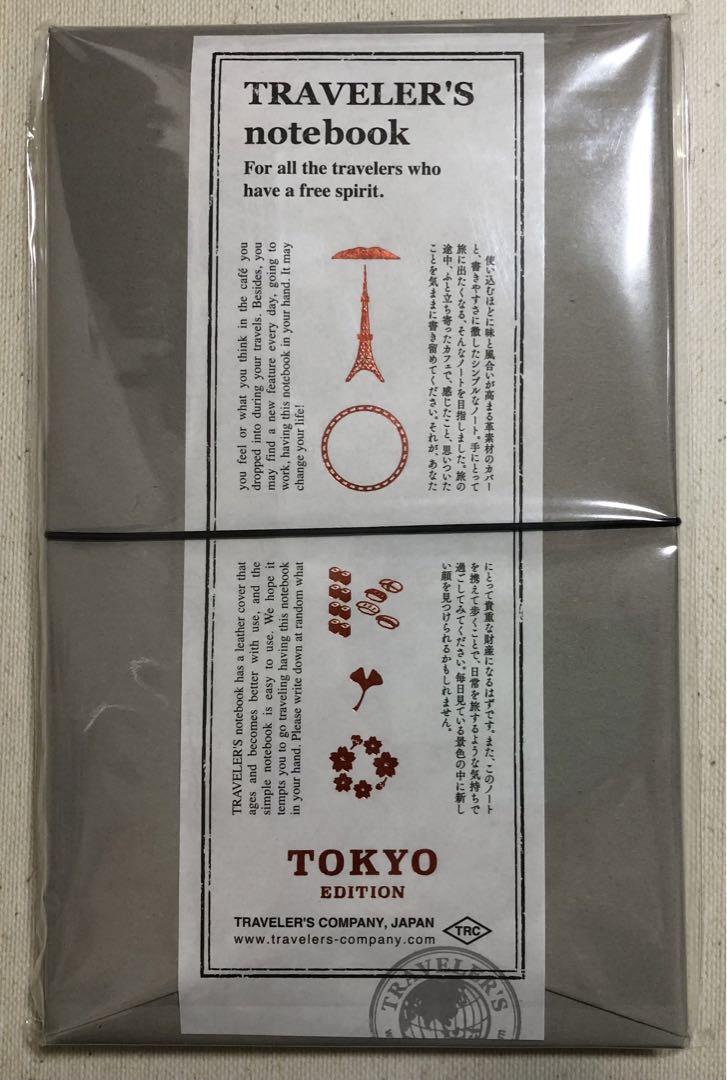 TRAVELER'S
notebook
For all the travelers who
have a free spirit.
TRAVELER'S notebook has a leather cover that
ages and becomes better with use, and the
simple notebook is easy to use. We hope it
tempts you to go traveling having this notebook
in your hand. Please write down at random what
you feel or what you think in the café you
dropped into during your travels. Besides, you
may find a new feature every day, going to
work, having this notebook in your hand. It may
change your life!
使い込むほどに味と風合いが高まる革素材のカバー
と、書きやすさに徹したシンプルなノート。手にとって
旅に出たくなる、そんなノートを目指しました。旅の
途中、ふと立ち寄ったカフェで、感じたこと、思いついた
ことを気ままに書き留めてください。それが、あなた
にとって貴重な財産になるはずです。また、このノート
を携えて歩くことで、日常を旅するような気持ちで
過ごしてみてください。毎日見ている景色の中に新し
い顔を見つけられるかもしれません。
TOKYO
EDITION
TRAVELER'S COMPANY, JAPAN
www.travelers-company.com
TRC
TRAVELER'S